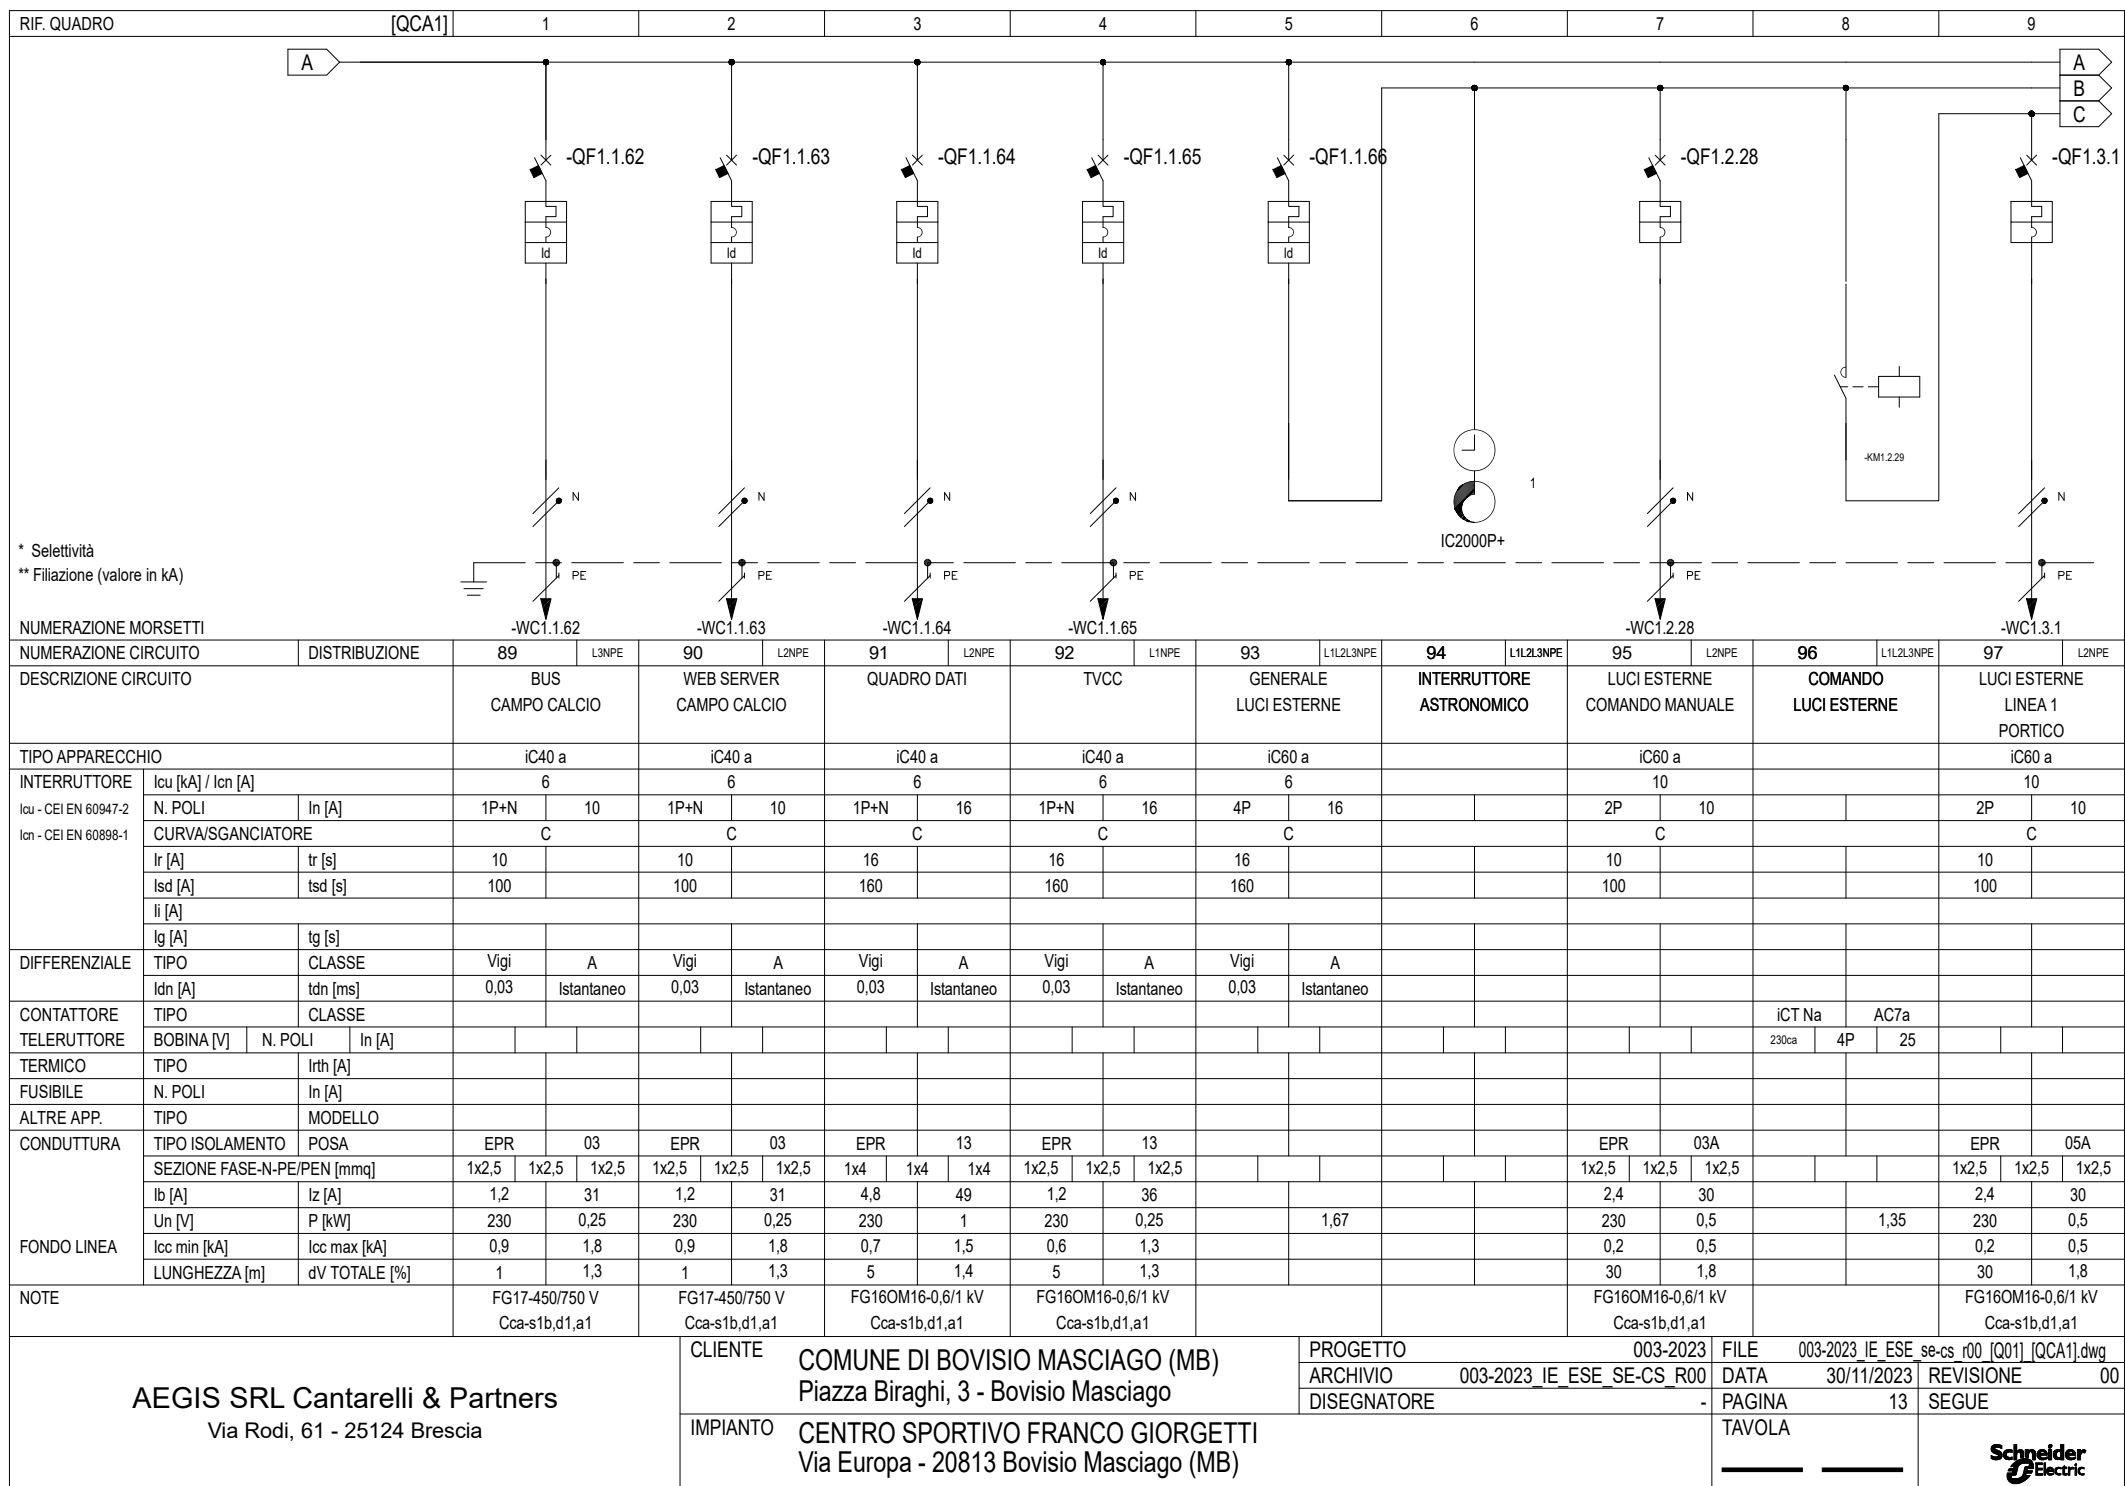 RIF. QUADRO [QCA1] 1 2 3 4 5 6 7 8 9
A A
B
C
-QF1.1.62 -QF1.1.63 -QF1.1.64 -QF1.1.65 -QF1.1.66 -QF1.2.28 -QF1.3.1
Id Id Id Id Id
-KM1.2.29
1
N N N N N N
IC2000P+
* Selettività
** Filiazione (valore in kA)
PE PE PE PE PE PE
NUMERAZIONE MORSETTI -WC1.1.62 -WC1.1.63 -WC1.1.64 -WC1.1.65 -WC1.2.28 -WC1.3.1
NUMERAZIONE CIRCUITO DISTRIBUZIONE 89 L3NPE 90 L2NPE 91 L2NPE 92 L1NPE 93 L1L2L3NPE 94 L1L2L3NPE 95 L2NPE 96 L1L2L3NPE 97 L2NPE
DESCRIZIONE CIRCUITO BUS WEB SERVER QUADRO DATI TVCC GENERALE INTERRUTTORE LUCI ESTERNE COMANDO LUCI ESTERNE
CAMPO CALCIO CAMPO CALCIO LUCI ESTERNE ASTRONOMICO COMANDO MANUALE LUCI ESTERNE LINEA 1
PORTICO
TIPO APPARECCHIO iC40 a iC40 a iC40 a iC40 a iC60 a iC60 a iC60 a
INTERRUTTORE Icu [kA] / Icn [A] 6 6 6 6 6 10 10
Icu - CEI EN 60947-2 N. POLI In [A] 1P+N 10 1P+N 10 1P+N 16 1P+N 16 4P 16 2P 10 2P 10
Icn - CEI EN 60898-1 CURVA/SGANCIATORE C C C C C C C
Ir [A] tr [s] 10 10 16 16 16 10 10
Isd [A] tsd [s] 100 100 160 160 160 100 100
Ii [A]
Ig [A] tg [s]
DIFFERENZIALE TIPO CLASSE Vigi A Vigi A Vigi A Vigi A Vigi A
Idn [A] tdn [ms] 0,03 Istantaneo 0,03 Istantaneo 0,03 Istantaneo 0,03 Istantaneo 0,03 Istantaneo
CONTATTORE TIPO CLASSE iCT Na AC7a
TELERUTTORE BOBINA [V] N. POLI In [A] 230ca 4P 25
TERMICO TIPO Irth [A]
FUSIBILE N. POLI In [A]
ALTRE APP. TIPO MODELLO
CONDUTTURA TIPO ISOLAMENTO POSA EPR 03 EPR 03 EPR 13 EPR 13 EPR 03A EPR 05A
SEZIONE FASE-N-PE/PEN [mmq] 1x2,5 1x2,5 1x2,5 1x2,5 1x2,5 1x2,5 1x4 1x4 1x4 1x2,5 1x2,5 1x2,5 1x2,5 1x2,5 1x2,5 1x2,5 1x2,5 1x2,5
Ib [A] Iz [A] 1,2 31 1,2 31 4,8 49 1,2 36 2,4 30 2,4 30
Un [V] P [kW] 230 0,25 230 0,25 230 1 230 0,25 1,67 230 0,5 1,35 230 0,5
FONDO LINEA Icc min [kA] Icc max [kA] 0,9 1,8 0,9 1,8 0,7 1,5 0,6 1,3 0,2 0,5 0,2 0,5
LUNGHEZZA [m] dV TOTALE [%] 1 1,3 1 1,3 5 1,4 5 1,3 30 1,8 30 1,8
NOTE FG17-450/750 V FG17-450/750 V FG16OM16-0,6/1 kV FG16OM16-0,6/1 kV FG16OM16-0,6/1 kV FG16OM16-0,6/1 kV
Cca-s1b,d1,a1 Cca-s1b,d1,a1 Cca-s1b,d1,a1 Cca-s1b,d1,a1 Cca-s1b,d1,a1 Cca-s1b,d1,a1
AEGIS SRL Cantarelli & Partners
Via Rodi, 61 - 25124 Brescia
CLIENTE COMUNE DI BOVISIO MASCIAGO (MB)
Piazza Biraghi, 3 - Bovisio Masciago
IMPIANTO CENTRO SPORTIVO FRANCO GIORGETTI
Via Europa - 20813 Bovisio Masciago (MB)
PROGETTO 003-2023 FILE 003-2023_IE_ESE_se-cs_r00_[Q01]_[QCA1].dwg
ARCHIVIO 003-2023_IE_ESE_SE-CS_R00 DATA 30/11/2023 REVISIONE 00
DISEGNATORE - PAGINA 13 SEGUE
TAVOLA
Schneider
Electric